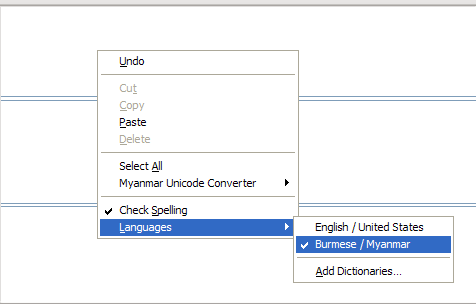 Undo
Cut
Copy
Paste
Delete
Select All
Myanmar Unicode Converter
Check Spelling
Languages
English / United States
Burmese / Myanmar
Add Dictionaries...